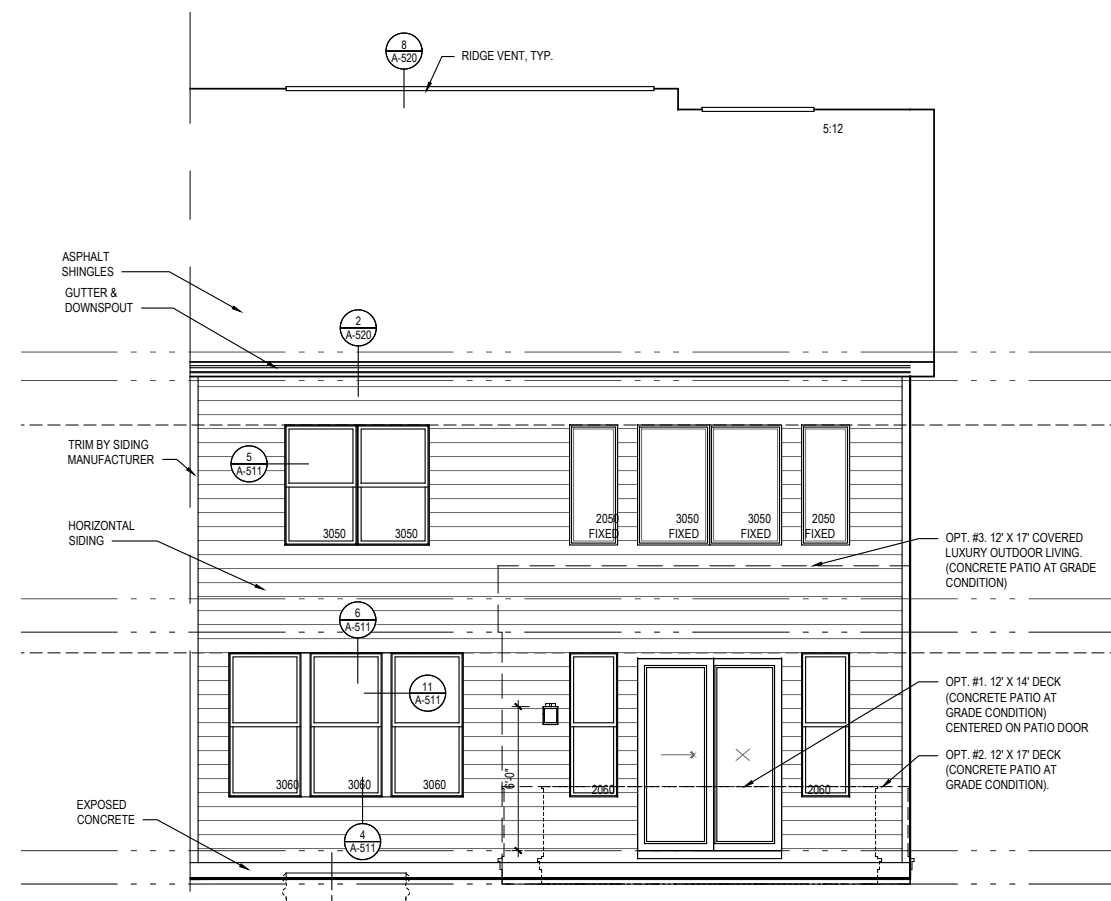 8
A-520
RIDGE VENT, TYP.
5:12
ASPHALT
SHINGLES
GUTTER &
DOWNSPOUT
2
A-520
TRIM BY SIDING
MANUFACTURER
5
A-511
3050
3050
2050
FIXED
3050
FIXED
3050
FIXED
2050
FIXED
HORIZONTAL
SIDING
OPT. #3. 12' X 17' COVERED
LUXURY OUTDOOR LIVING.
(CONCRETE PATIO AT GRADE
CONDITION)
6
A-511
11
A-511
OPT. #1. 12' X 14' DECK
(CONCRETE PATIO AT
GRADE CONDITION)
CENTERED ON PATIO DOOR
OPT. #2. 12' X 17' DECK
(CONCRETE PATIO AT
GRADE CONDITION).
3060
3060
3060
6'-0"
2060
2060
EXPOSED
CONCRETE
4
A-511